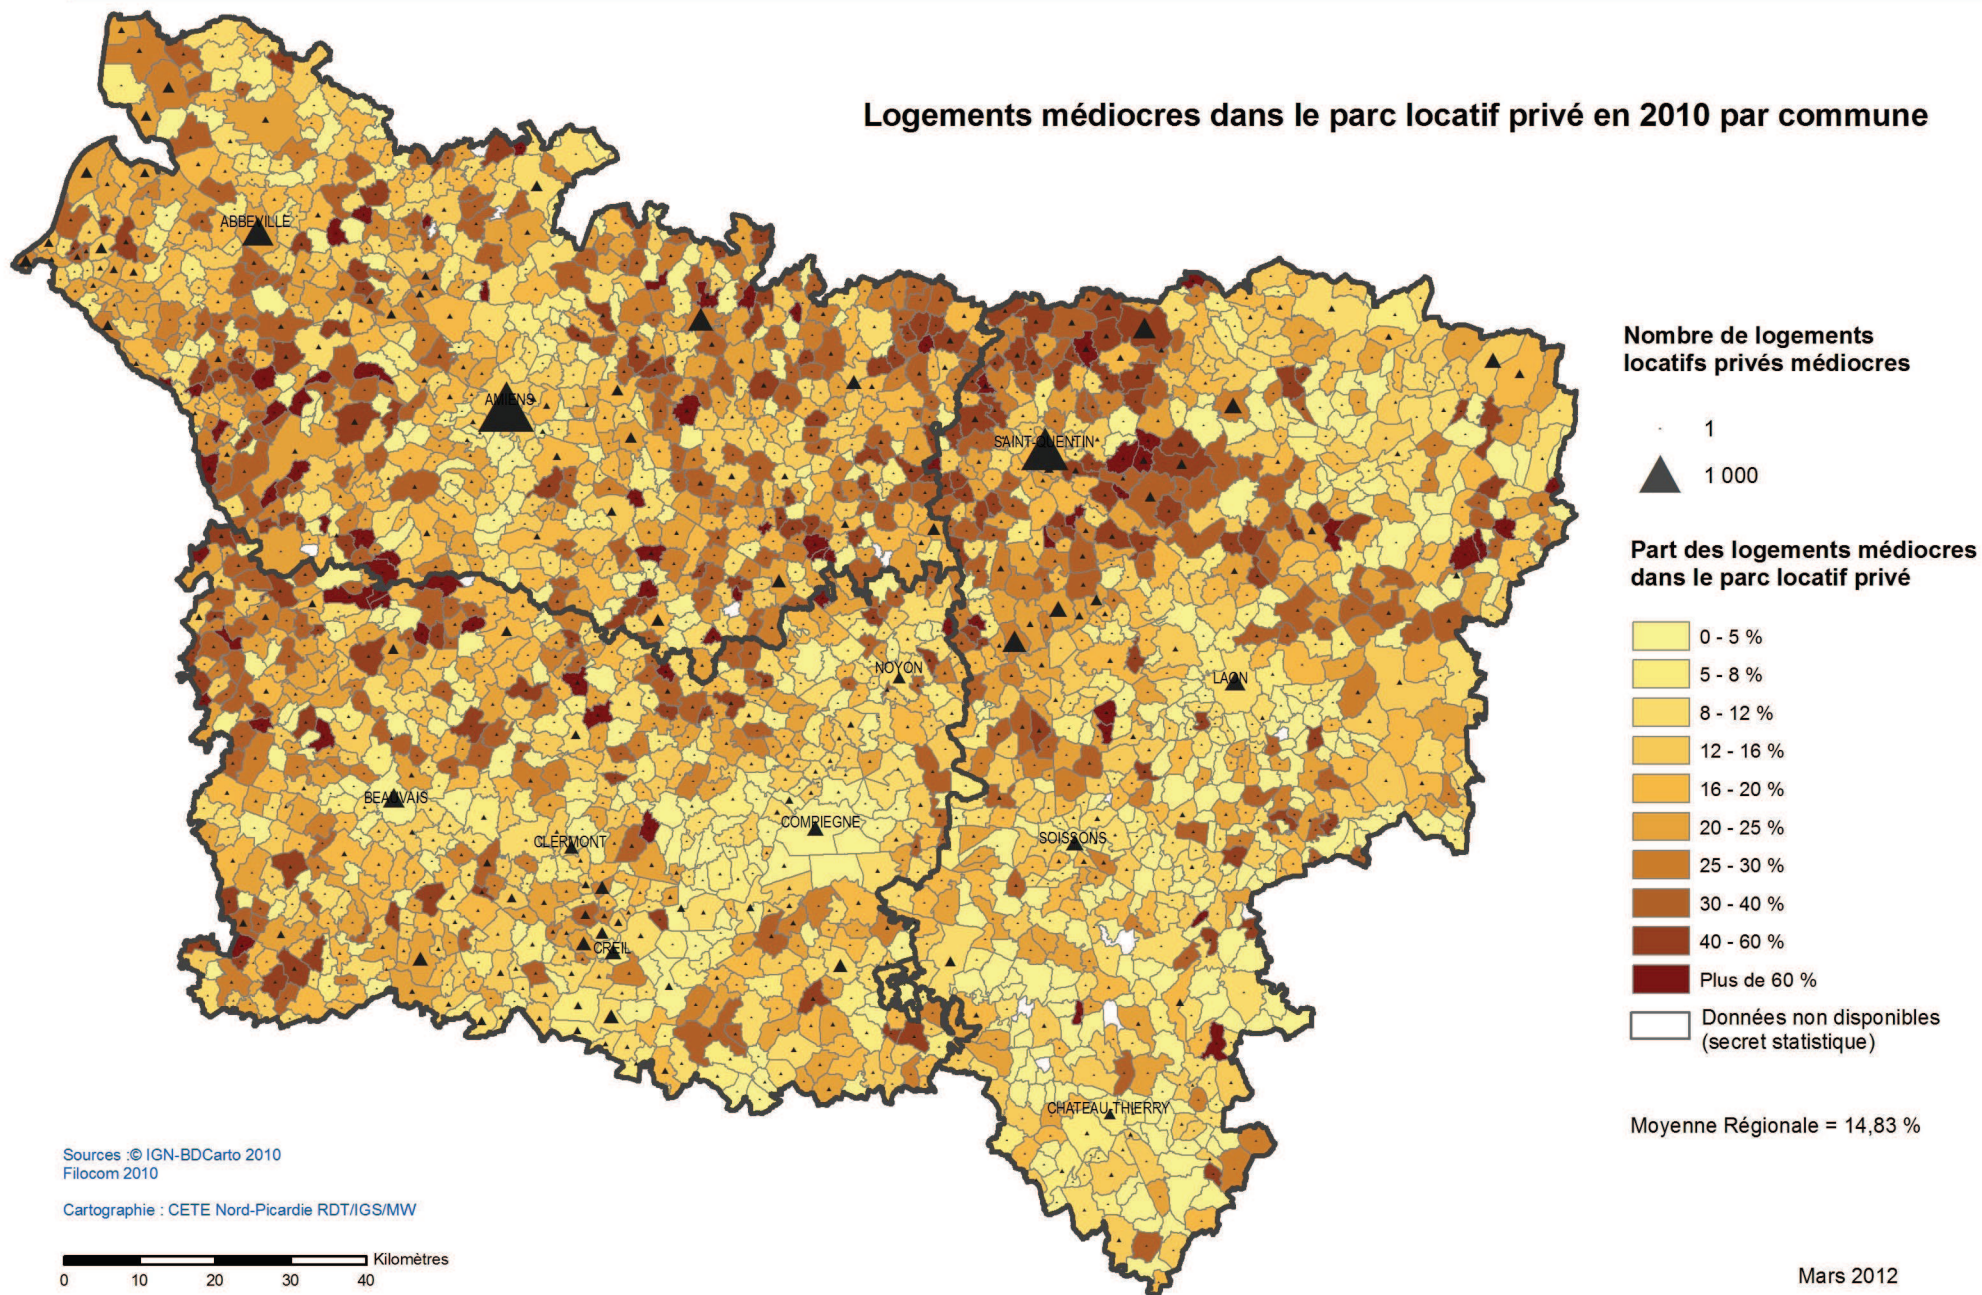 Logements médiocres dans le parc locatif privé en 2010 par commune
ABBEVILLE
AMIENS
SAINT-QUENTIN
NOYON
LAON
BEAUVAIS
COMPIEGNE
CLERMONT
SOISSONS
CREIL
CHATEAU-THIERRY
Nombre de logements
locatifs privés médiocres
1
1 000
Part des logements médiocres
dans le parc locatif privé
0 - 5 %
5 - 8 %
8 - 12 %
12 - 16 %
16 - 20 %
20 - 25 %
25 - 30 %
30 - 40 %
40 - 60 %
Plus de 60 %
Données non disponibles
(secret statistique)
Moyenne Régionale = 14,83 %
Sources :© IGN-BDCarto 2010
Filocom 2010
Cartographie : CETE Nord-Picardie RDT/IGS/MW
Kilomètres
0 10 20 30 40
Mars 2012